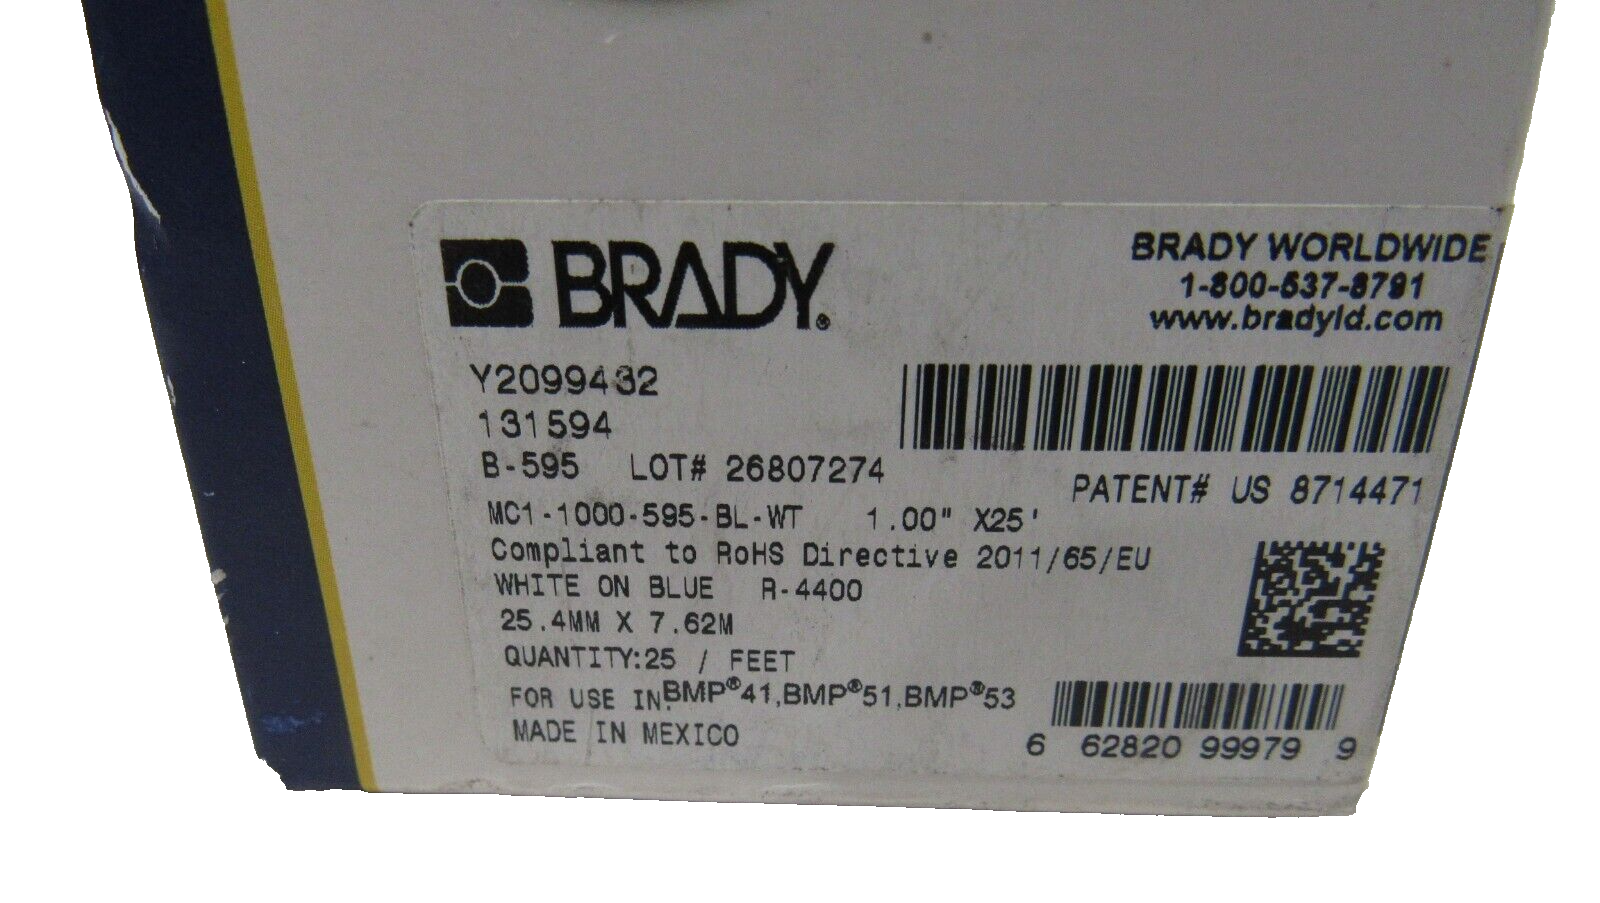 BRADY®
BRADY WORLDWIDE
1-800-537-8791
www.bradyid.com
Y2099432
131594
B-595 LOT# 26807274
PATENT# US 8714471
MC1-1000-595-BL-WT 1.00" X25'
Compliant to RoHS Directive 2011/65/EU
WHITE ON BLUE R-4400
25.4MM X 7.62M
QUANTITY:25 / FEET
FOR USE IN:BMP®41,BMP®51,BMP®53
MADE IN MEXICO
6 62820 99979 9